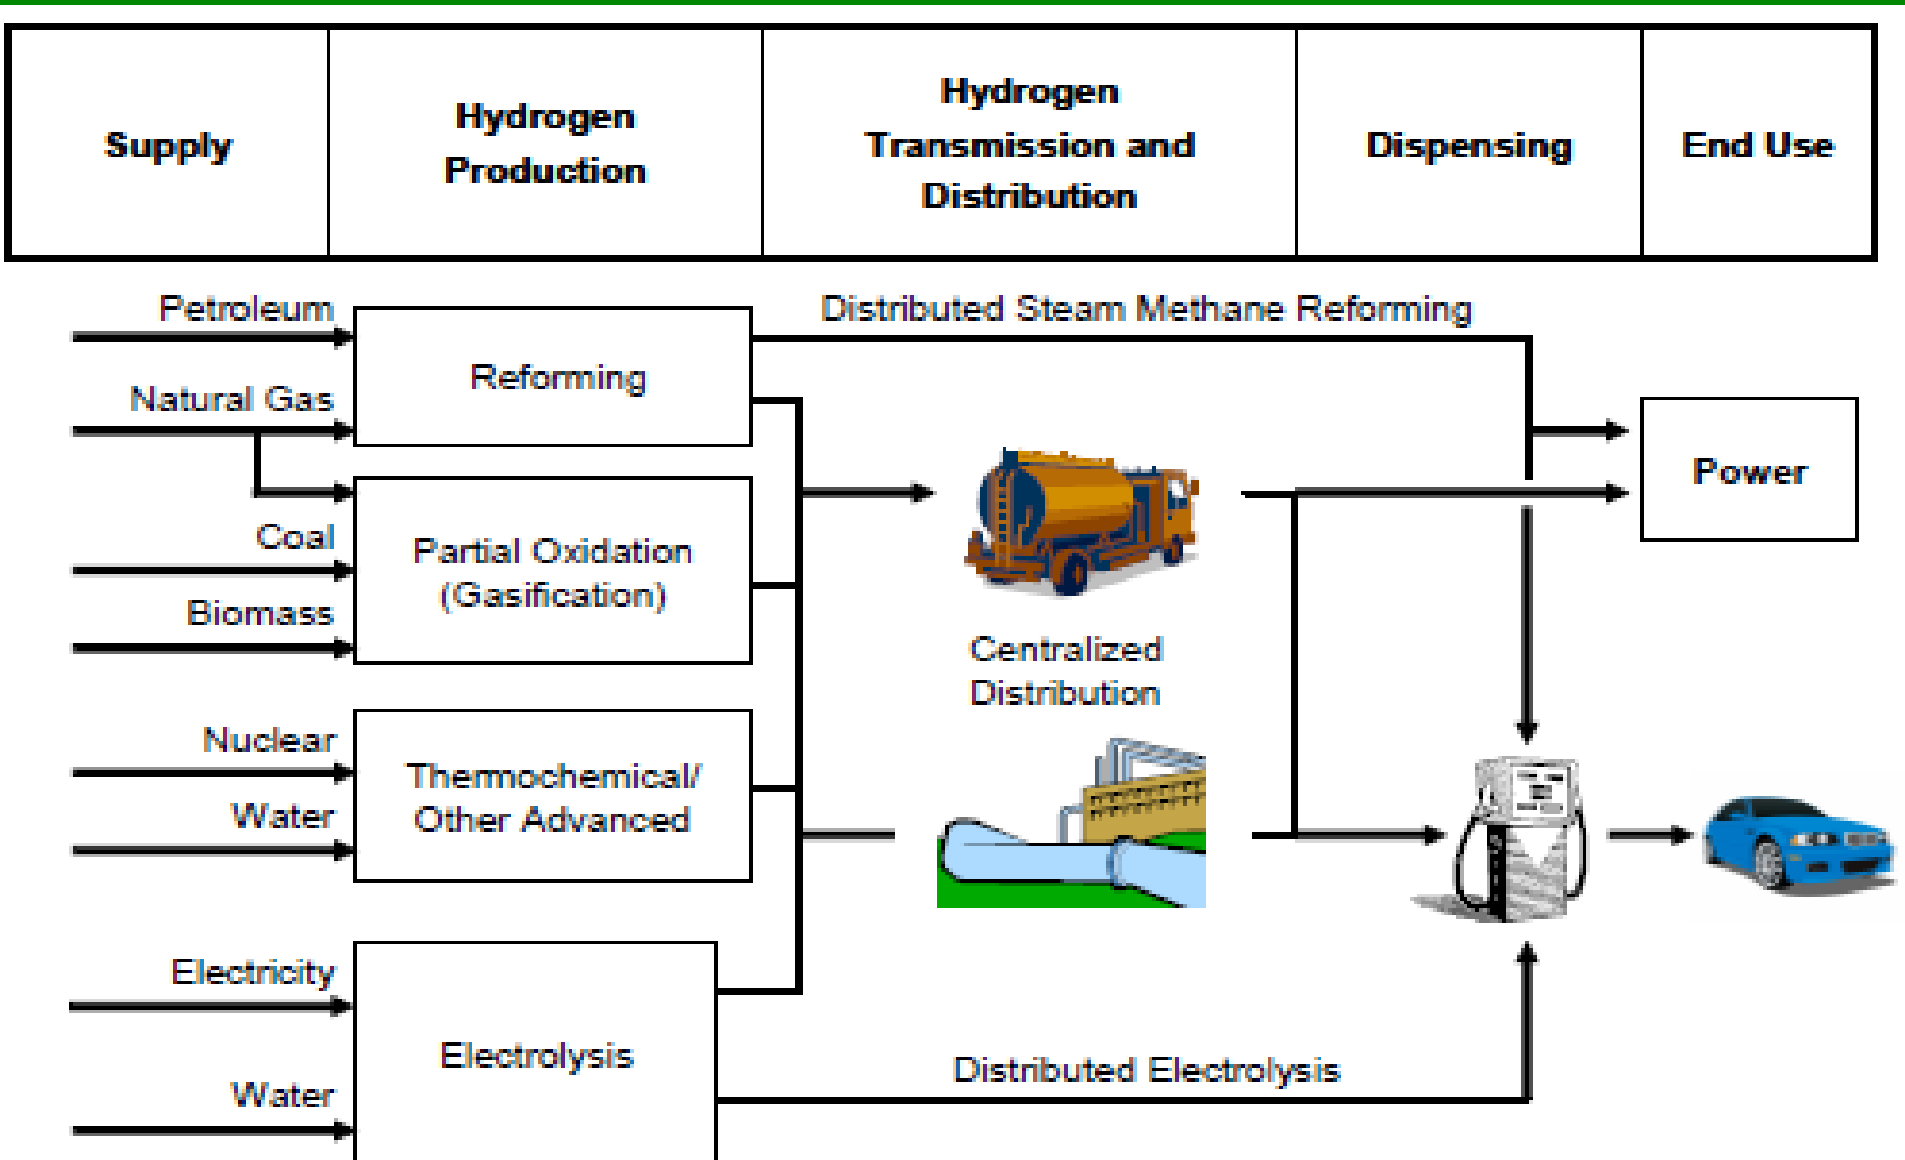 Supply
Hydrogen
Production
Hydrogen
Transmission and
Distribution
Dispensing
End Use
Petroleum
Natural Gas
Coal
Biomass
Nuclear
Water
Electricity
Water
Reforming
Partial Oxidation
(Gasification)
Thermochemical/
Other Advanced
Electrolysis
Distributed Steam Methane Reforming
Centralized
Distribution
Distributed Electrolysis
Power